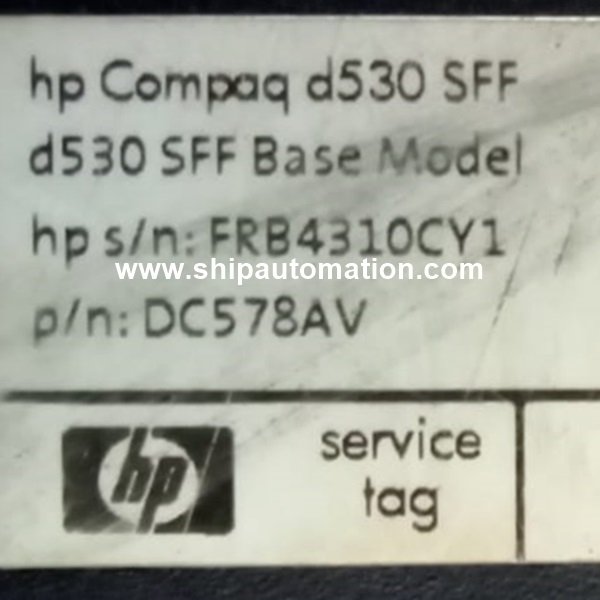 hp Compaq d530 SFF
d530 SFF Base Model
hp s/n: FRB4310CY1
www.shipautomation.com
p/n: DC578AV
hp
service
tag